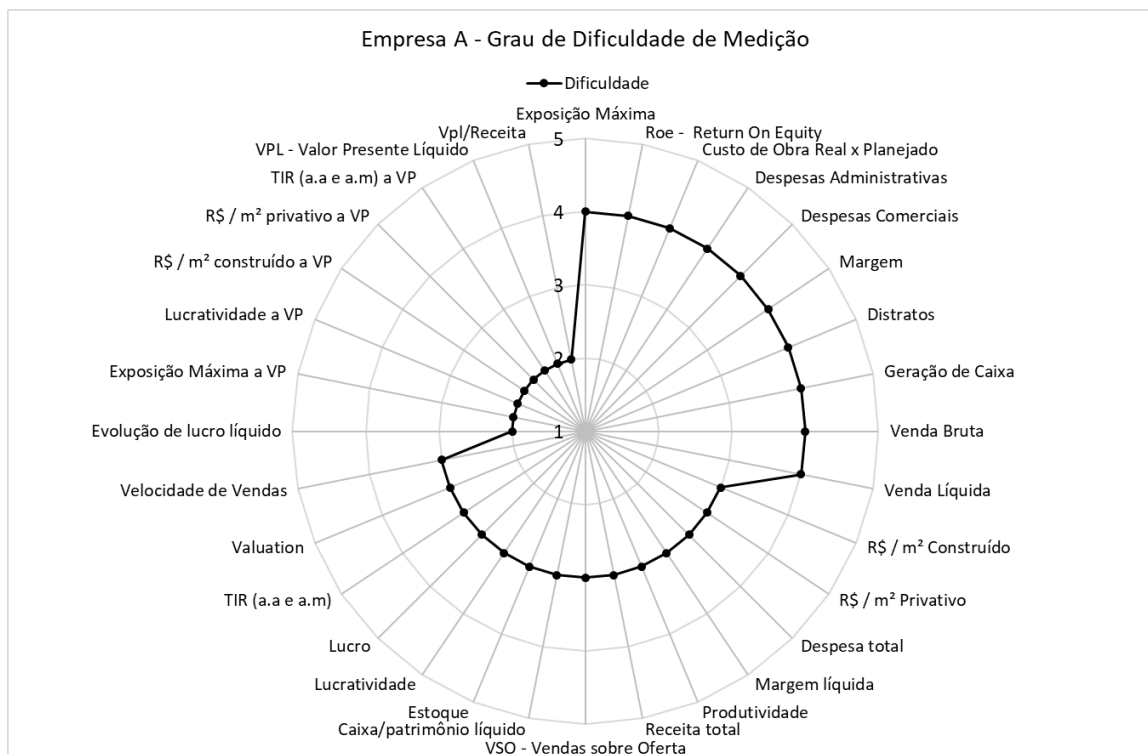 Empresa A - Grau de Dificuldade de Medição
Dificuldade
Exposição Máxima
Roe - Return On Equity
Custo de Obra Real x Planejado
Despesas Administrativas
Despesas Comerciais
Margem
Distratos
Geração de Caixa
Venda Bruta
Venda Líquida
R$ / m² Construído
R$ / m² Privativo
Despesa total
Margem líquida
Produtividade
Receita total
VSO - Vendas sobre Oferta
Caixa/patrimônio líquido
Estoque
Lucratividade
Lucro
TIR (a.a e a.m)
Valuation
Velocidade de Vendas
Evolução de lucro líquido
Exposição Máxima a VP
Lucratividade a VP
R$ / m² construído a VP
R$ / m² privativo a VP
TIR (a.a e a.m) a VP
VPL - Valor Presente Líquido
Vpl/Receita
5
4
3
2
1